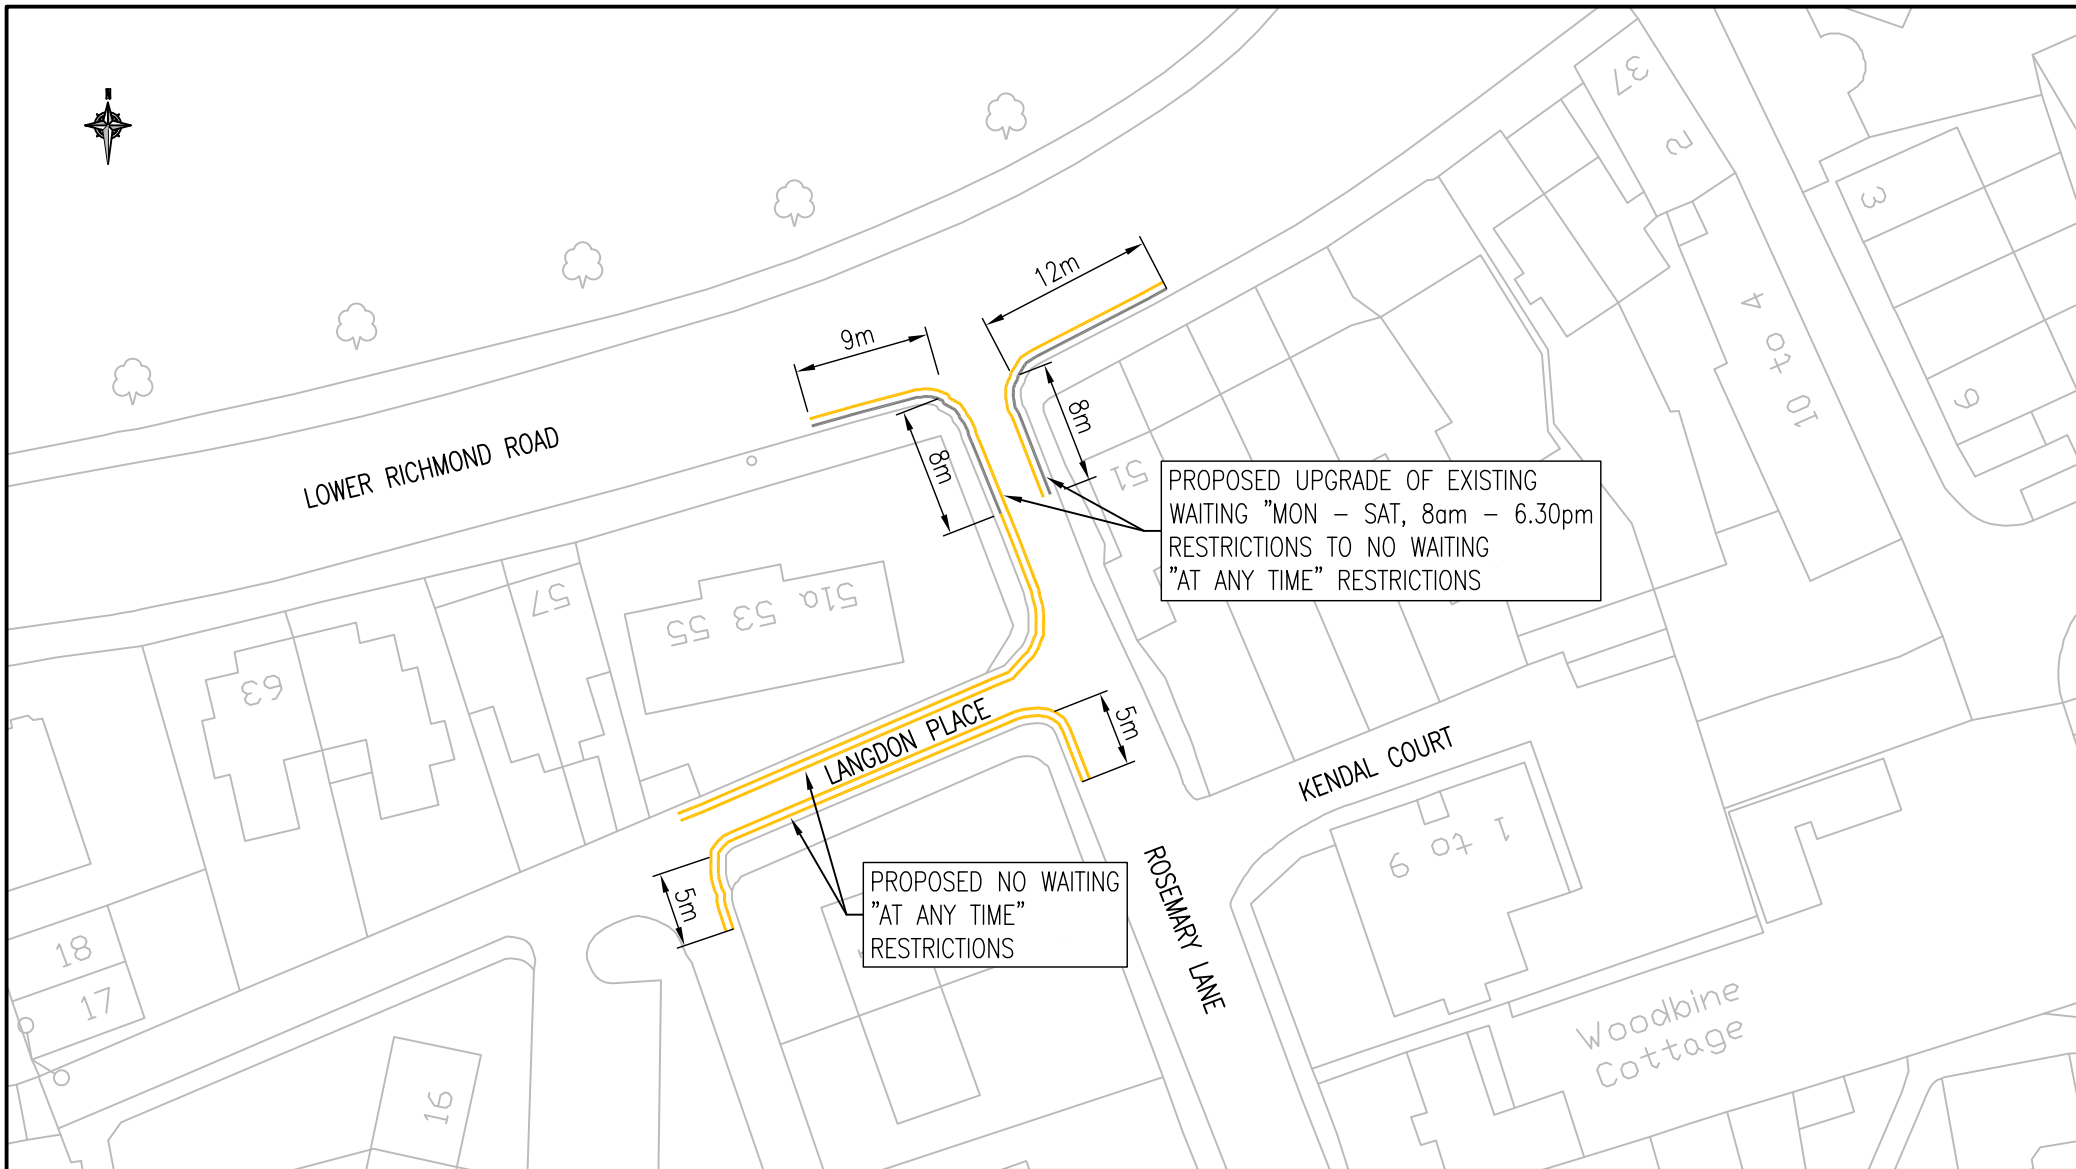 N
37
2
3
12m
9m
4 to 10
9
8m
8m
LOWER RICHMOND ROAD
51
PROPOSED UPGRADE OF EXISTING
WAITING "MON - SAT, 8am - 6.30pm
RESTRICTIONS TO NO WAITING
"AT ANY TIME" RESTRICTIONS
57
51a 53 55
63
LANGDON PLACE
5m
KENDAL COURT
1 to 9
ROSEMARY LANE
PROPOSED NO WAITING
"AT ANY TIME"
RESTRICTIONS
5m
18
17
Woodbine
Cottage
16